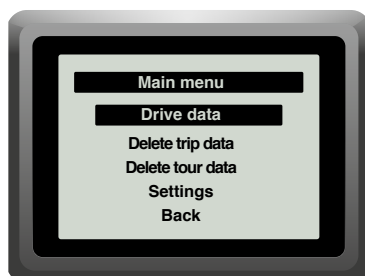 Main menu
Drive data
Delete trip data
Delete tour data
Settings
Back